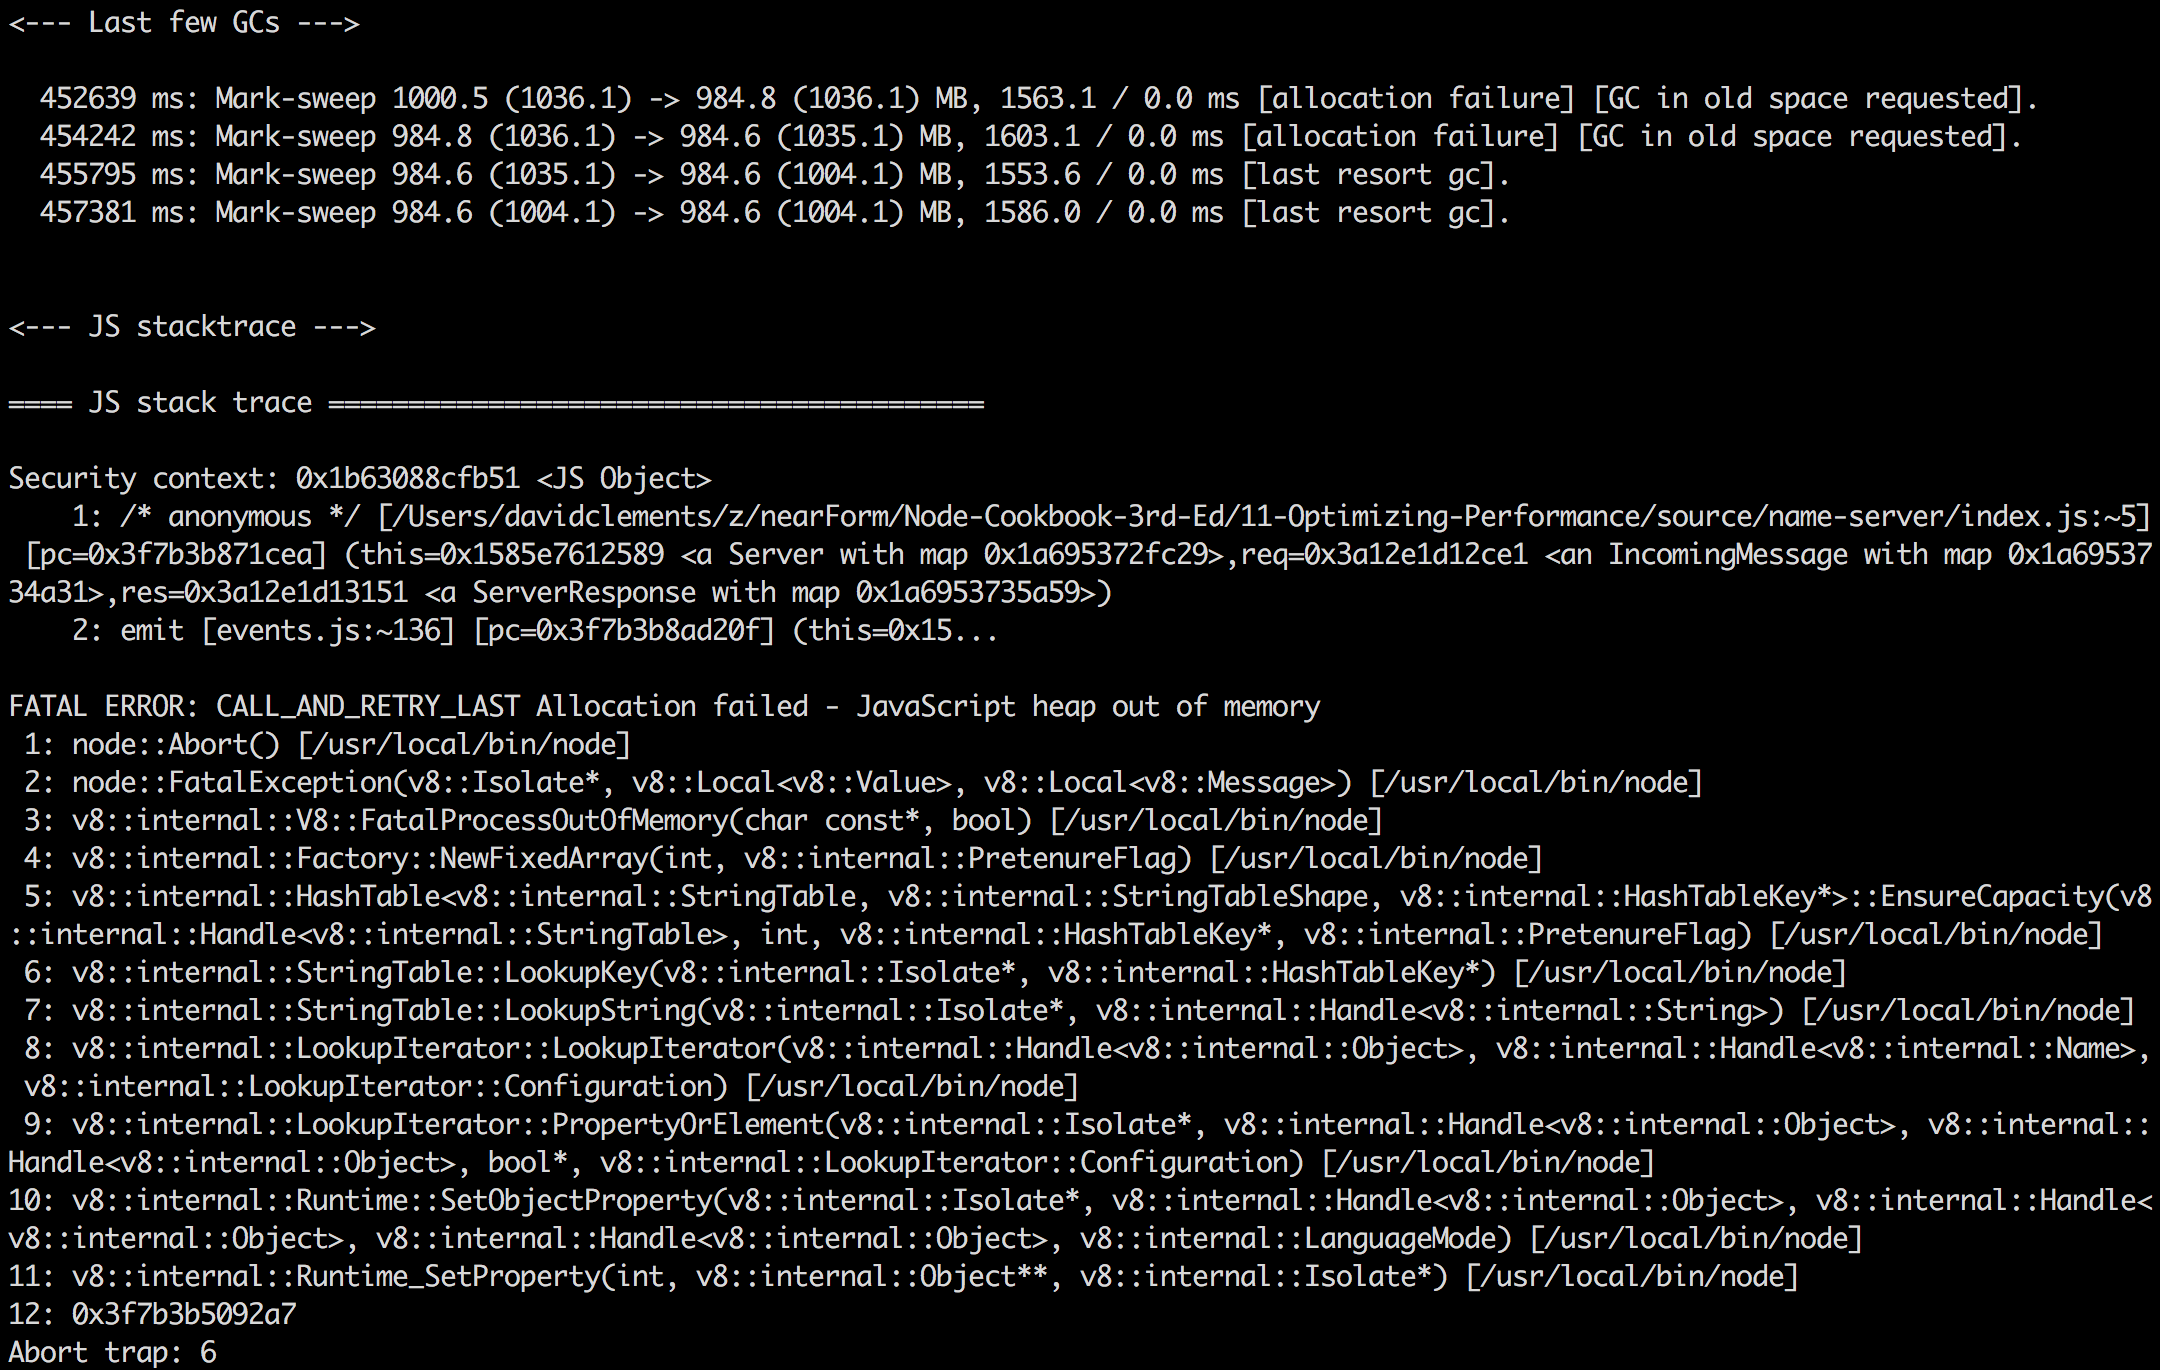 <--- Last few GCs --->
  452639 ms: Mark-sweep 1000.5 (1036.1) -> 984.8 (1036.1) MB, 1563.1 / 0.0 ms [allocation failure] [GC in old space requested].
  454242 ms: Mark-sweep 984.8 (1036.1) -> 984.6 (1035.1) MB, 1603.1 / 0.0 ms [allocation failure] [GC in old space requested].
  455795 ms: Mark-sweep 984.6 (1035.1) -> 984.6 (1004.1) MB, 1553.6 / 0.0 ms [last resort gc].
  457381 ms: Mark-sweep 984.6 (1004.1) -> 984.6 (1004.1) MB, 1586.0 / 0.0 ms [last resort gc].
<--- JS stacktrace --->
==== JS stack trace =========================================
Security context: 0x1b63088cfb51 <JS Object>
    1: /* anonymous */ [/Users/davidclements/z/nearForm/Node-Cookbook-3rd-Ed/11-Optimizing-Performance/source/name-server/index.js:~5]
 [pc=0x3f7b3b871cea] (this=0x1585e7612589 <a Server with map 0x1a695372fc29>,req=0x3a12e1d12ce1 <an IncomingMessage with map 0x1a69537
34a31>,res=0x3a12e1d13151 <a ServerResponse with map 0x1a6953735a59>)
    2: emit [events.js:~136] [pc=0x3f7b3b8ad20f] (this=0x15...
FATAL ERROR: CALL_AND_RETRY_LAST Allocation failed - JavaScript heap out of memory
 1: node::Abort() [/usr/local/bin/node]
 2: node::FatalException(v8::Isolate*, v8::Local<v8::Value>, v8::Local<v8::Message>) [/usr/local/bin/node]
 3: v8::internal::V8::FatalProcessOutOfMemory(char const*, bool) [/usr/local/bin/node]
 4: v8::internal::Factory::NewFixedArray(int, v8::internal::PretenureFlag) [/usr/local/bin/node]
 5: v8::internal::HashTable<v8::internal::StringTable, v8::internal::StringTableShape, v8::internal::HashTableKey*>::EnsureCapacity(v8
::internal::Handle<v8::internal::StringTable>, int, v8::internal::HashTableKey*, v8::internal::PretenureFlag) [/usr/local/bin/node]
 6: v8::internal::StringTable::LookupKey(v8::internal::Isolate*, v8::internal::HashTableKey*) [/usr/local/bin/node]
 7: v8::internal::StringTable::LookupString(v8::internal::Isolate*, v8::internal::Handle<v8::internal::String>) [/usr/local/bin/node]
 8: v8::internal::LookupIterator::LookupIterator(v8::internal::Handle<v8::internal::Object>, v8::internal::Handle<v8::internal::Name>,
 v8::internal::LookupIterator::Configuration) [/usr/local/bin/node]
 9: v8::internal::LookupIterator::PropertyOrElement(v8::internal::Isolate*, v8::internal::Handle<v8::internal::Object>, v8::internal::
Handle<v8::internal::Object>, bool*, v8::internal::LookupIterator::Configuration) [/usr/local/bin/node]
10: v8::internal::Runtime::SetObjectProperty(v8::internal::Isolate*, v8::internal::Handle<v8::internal::Object>, v8::internal::Handle<
v8::internal::Object>, v8::internal::Handle<v8::internal::Object>, v8::internal::LanguageMode) [/usr/local/bin/node]
11: v8::internal::Runtime_SetProperty(int, v8::internal::Object**, v8::internal::Isolate*) [/usr/local/bin/node]
12: 0x3f7b3b5092a7
Abort trap: 6